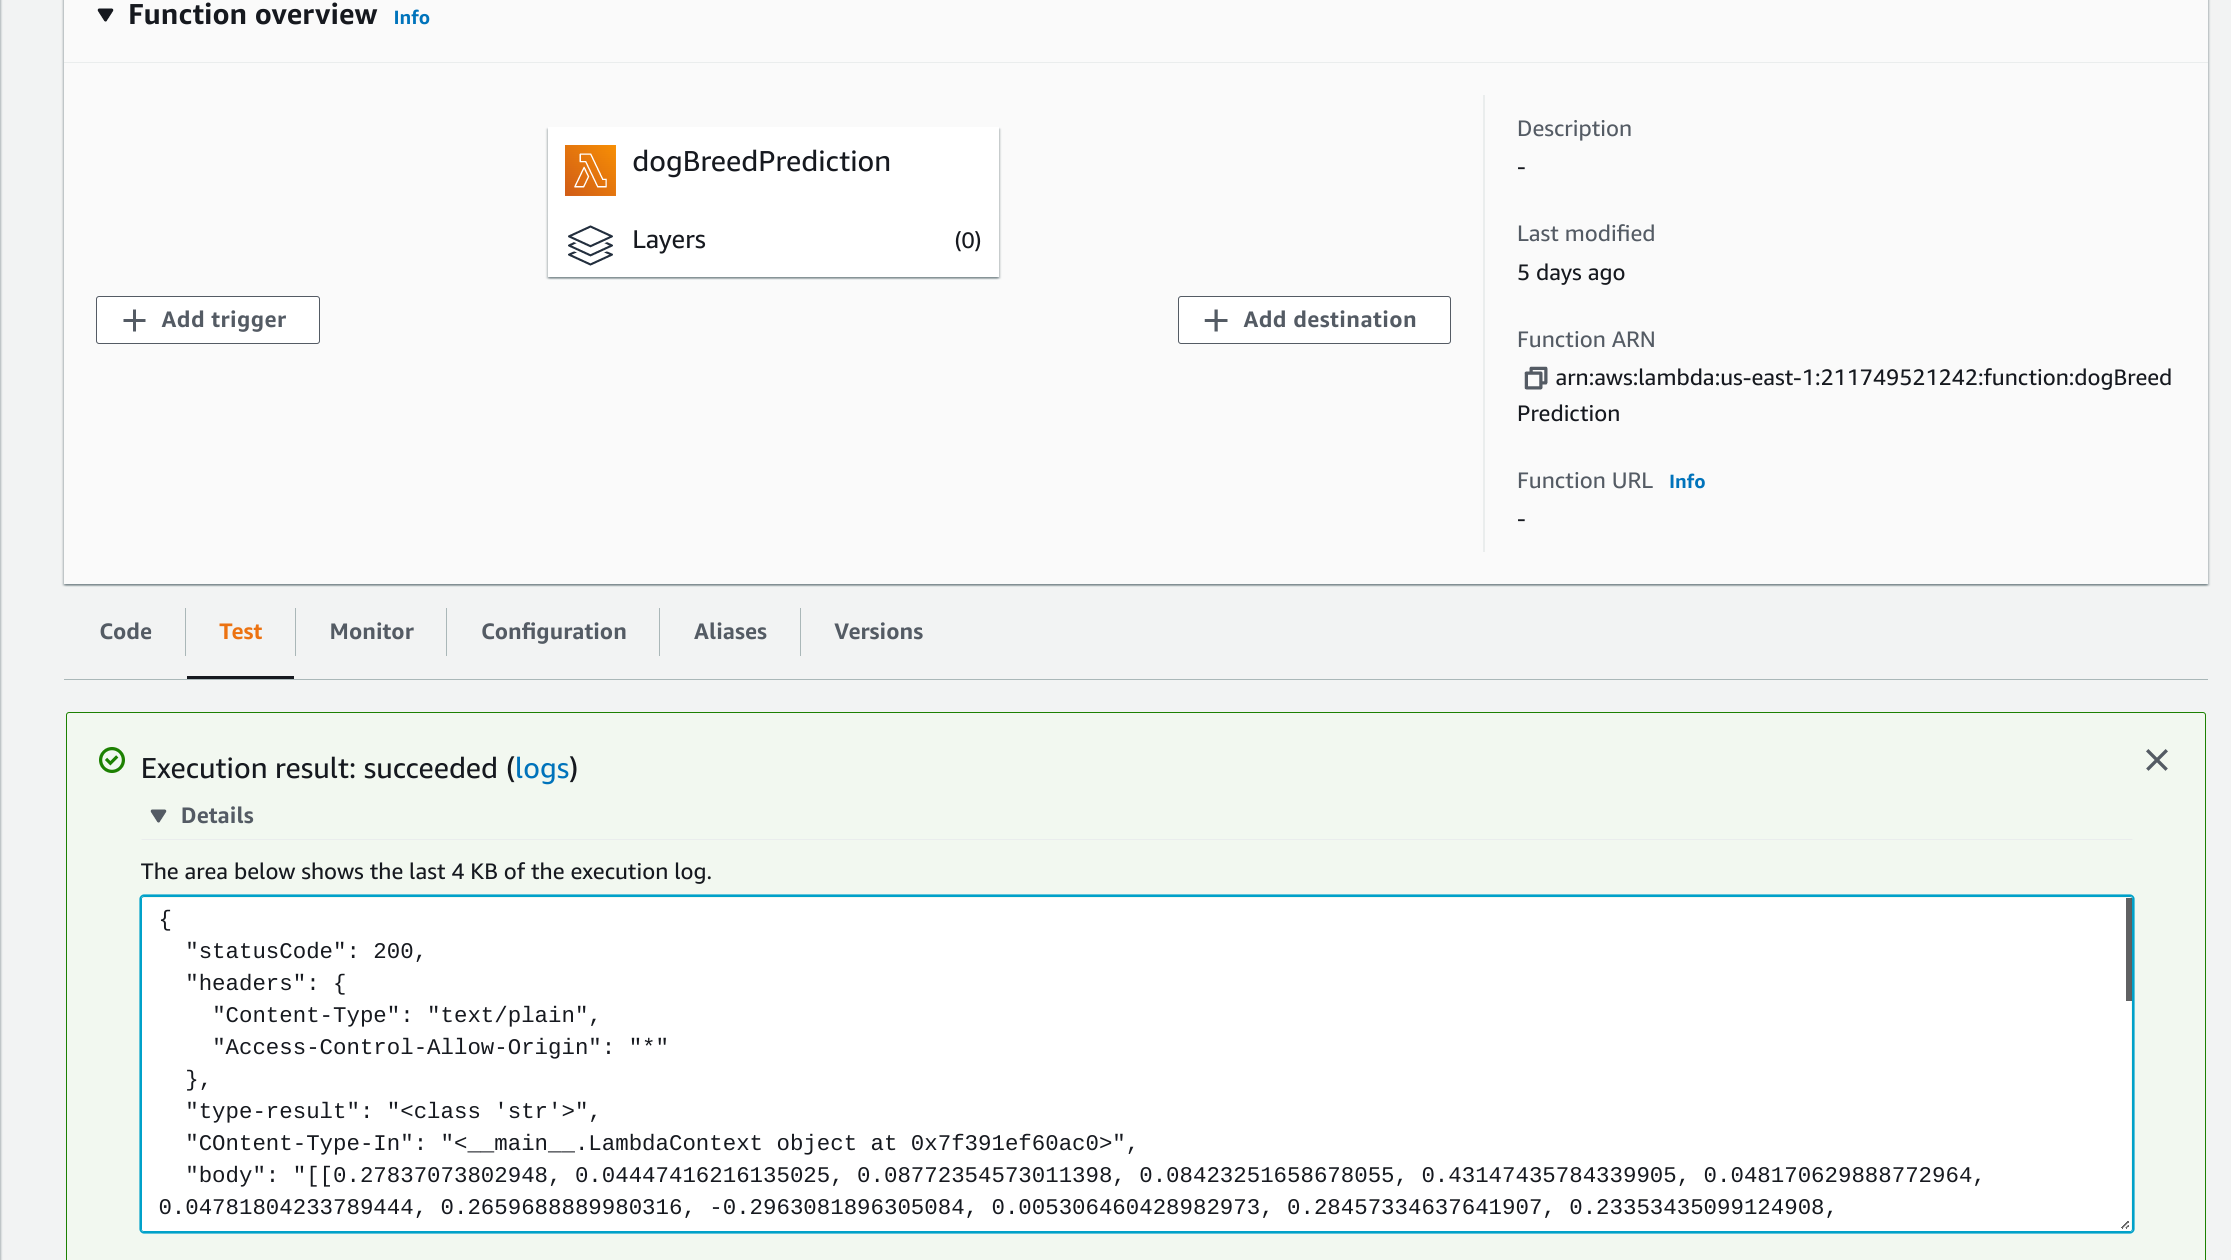 Function overview Info
dogBreedPrediction
Layers (0)
+ Add trigger
+ Add destination
Description
-
Last modified
5 days ago
Function ARN
arn:aws:lambda:us-east-1:211749521242:function:dogBreed
Prediction
Function URL Info
-
Code Test Monitor Configuration Aliases Versions
Execution result: succeeded (logs)
Details
The area below shows the last 4 KB of the execution log.
{
  "statusCode": 200,
  "headers": {
    "Content-Type": "text/plain",
    "Access-Control-Allow-Origin": "*"
  },
  "type-result": "<class 'str'>",
  "COntent-Type-In": "<__main__.LambdaContext object at 0x7f391ef60ac0>",
  "body": "[[0.27837073802948, 0.04447416216135025, 0.08772354573011398, 0.08423251658678055, 0.43147435784339905, 0.048170629888772964,
0.04781804233789444, 0.2659688889980316, -0.2963081896305084, 0.005306460428982973, 0.28457334637641907, 0.23353435099124908,